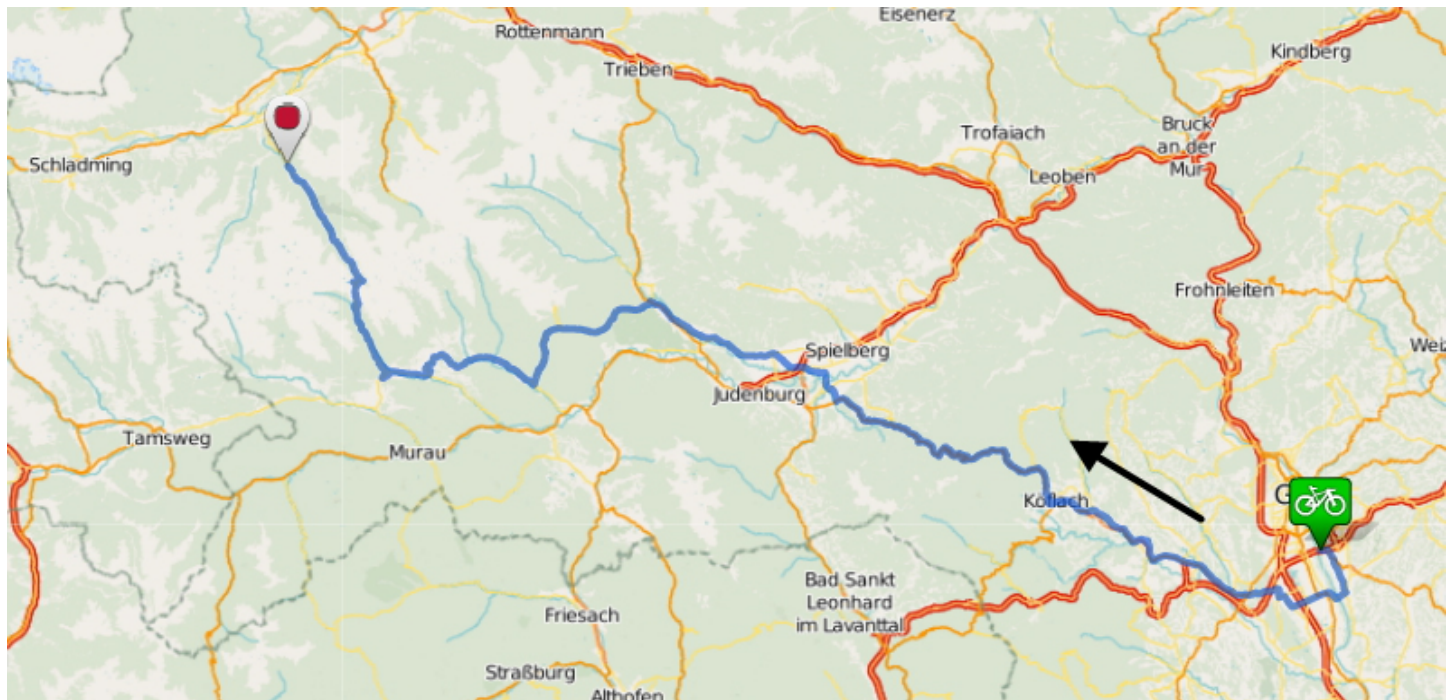 Eisenerz
Rottenmann
Kindberg
Trieben
Trofaiach
Bruck
an der
Mur
Schladming
Leoben
Frohnleiten
Weiz
Spielberg
Judenburg
Tamsweg
Murau
Köflach
G
Bad Sankt
Leonhard
im Lavanttal
Friesach
Straßburg
Althofen